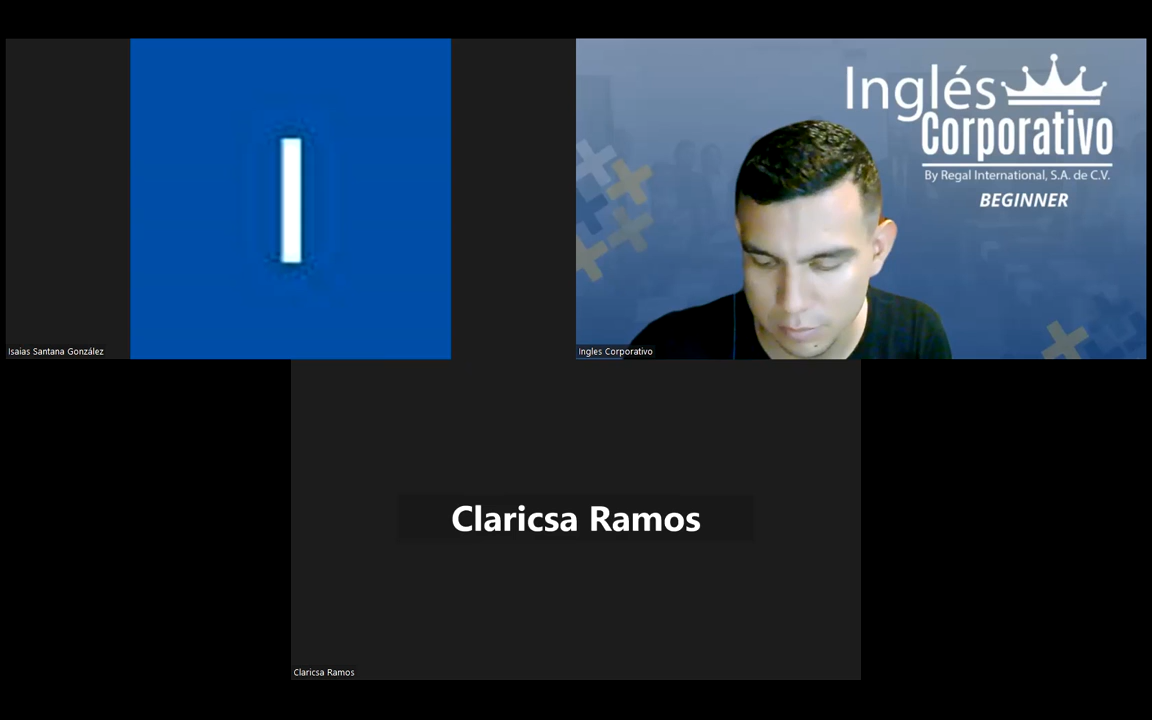 I
Isaias Santana González
Inglés
Corporativo
By Regal International, S.A. de C.V.
BEGINNER
Ingles Corporativo
Claricsa Ramos
Claricsa Ramos